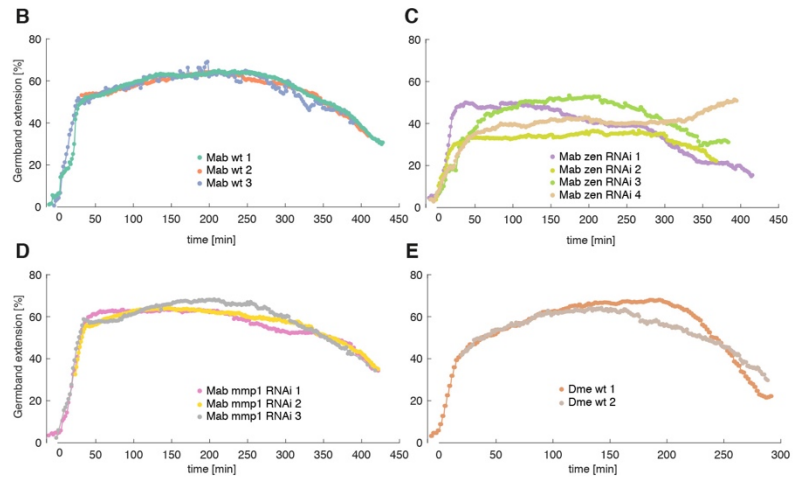 B
Germband extension [%]
80
60
40
20
0
Mab wt 1
Mab wt 2
Mab wt 3
0 50 100 150 200 250 300 350 400 450
time [min]
C
80
60
40
20
0
Mab zen RNAi 1
Mab zen RNAi 2
Mab zen RNAi 3
Mab zen RNAi 4
0 50 100 150 200 250 300 350 400 450
time [min]
D
Germband extension [%]
80
60
40
20
0
Mab mmp1 RNAi 1
Mab mmp1 RNAi 2
Mab mmp1 RNAi 3
0 50 100 150 200 250 300 350 400 450
time [min]
E
80
60
40
20
0
Dme wt 1
Dme wt 2
0 50 100 150 200 250 300
time [min]